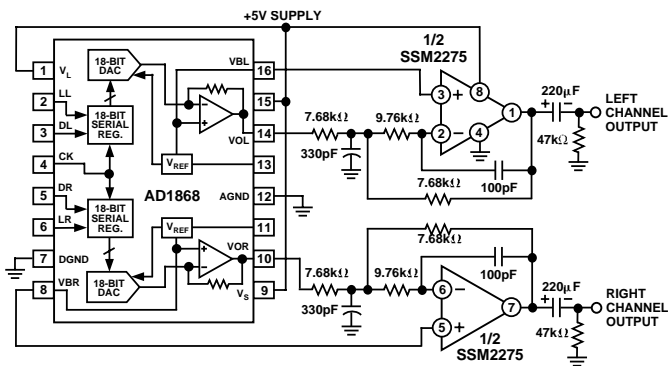 +5V SUPPLY
1
VL
2
LL
3
DL
4
CK
5
DR
6
LR
7
DGND
8
VBR
18-BIT
DAC
18-BIT
SERIAL
REG.
AD1868
18-BIT
SERIAL
REG.
18-BIT
DAC
VREF
VREF
VBL
16
15
VOL
14
13
AGND
12
11
VOR
10
VS
9
1/2
SSM2275
3
+
2
−
8
1
4
7.68kΩ
330pF
9.76kΩ
100pF
7.68kΩ
220μF
+
47kΩ
LEFT
CHANNEL
OUTPUT
7.68kΩ
7.68kΩ
330pF
9.76kΩ
100pF
6
−
5
+
7
1/2
SSM2275
220μF
+
47kΩ
RIGHT
CHANNEL
OUTPUT
−
+
+
−